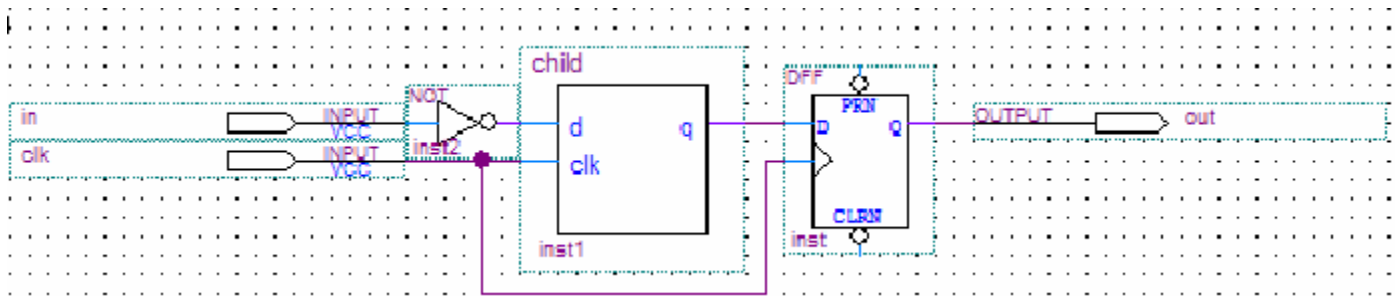 child
DFF
NOT
PRN
in
INPUT
VCC
d
q
D
Q
OUTPUT
out
inst2
clk
INPUT
VCC
clk
CLRN
inst1
inst